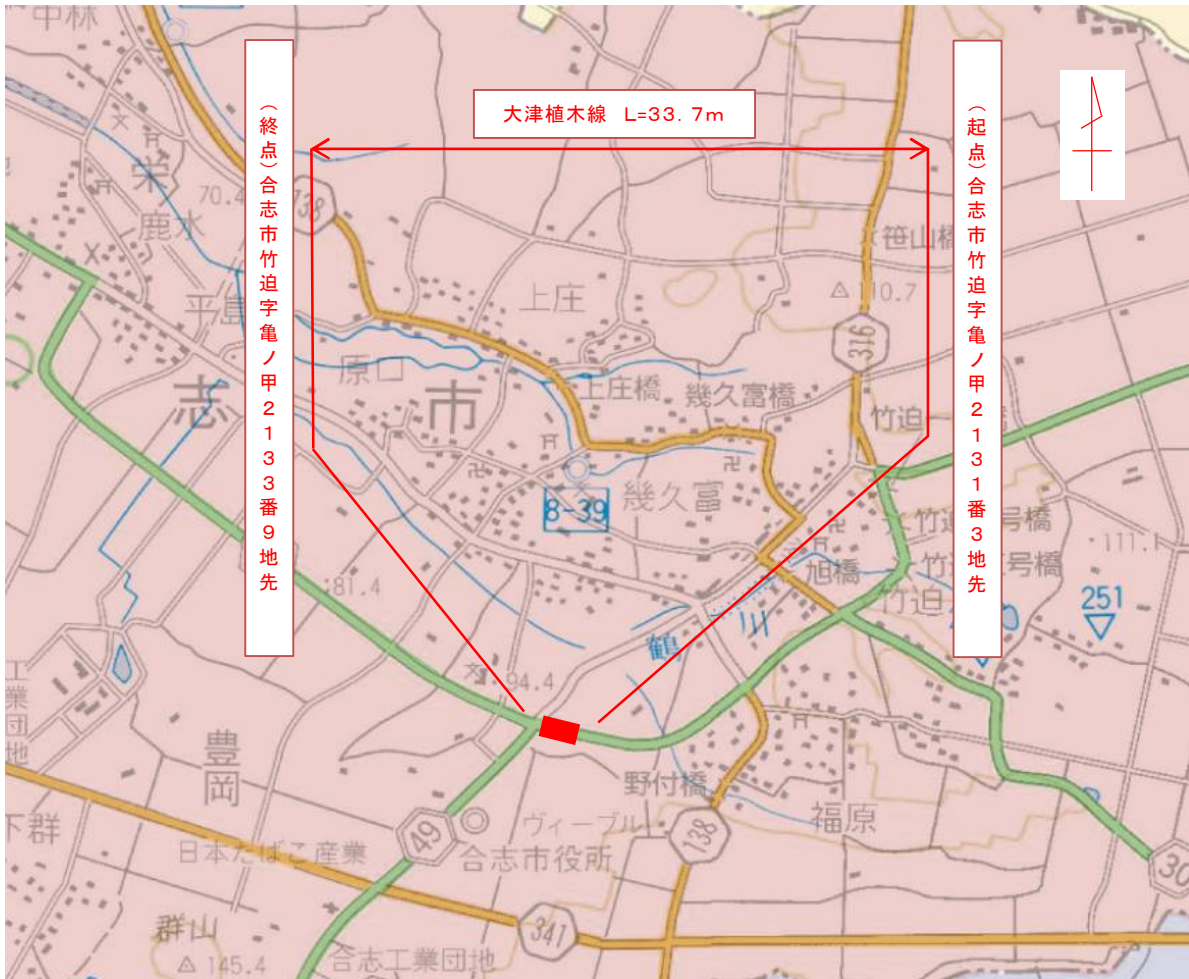 中林
(終点)合志市竹迫字亀ノ甲2133番9地先
大津植木線 L=33.7m
(起点)合志市竹迫字亀ノ甲2131番3地先
栄
鹿水
70.4
138
笹山橋
上庄
平島
316
原口
志
市
上庄橋
幾久富橋
8-39
幾久富
旭橋
竹迫
111.1
251
81.4
鶴
川
94.4
豊岡
工業団地
野付橋
福原
下群
49
ヴィーブル
138
日本たばこ産業
合志市役所
30
341
群山
145.4
合志工業団地